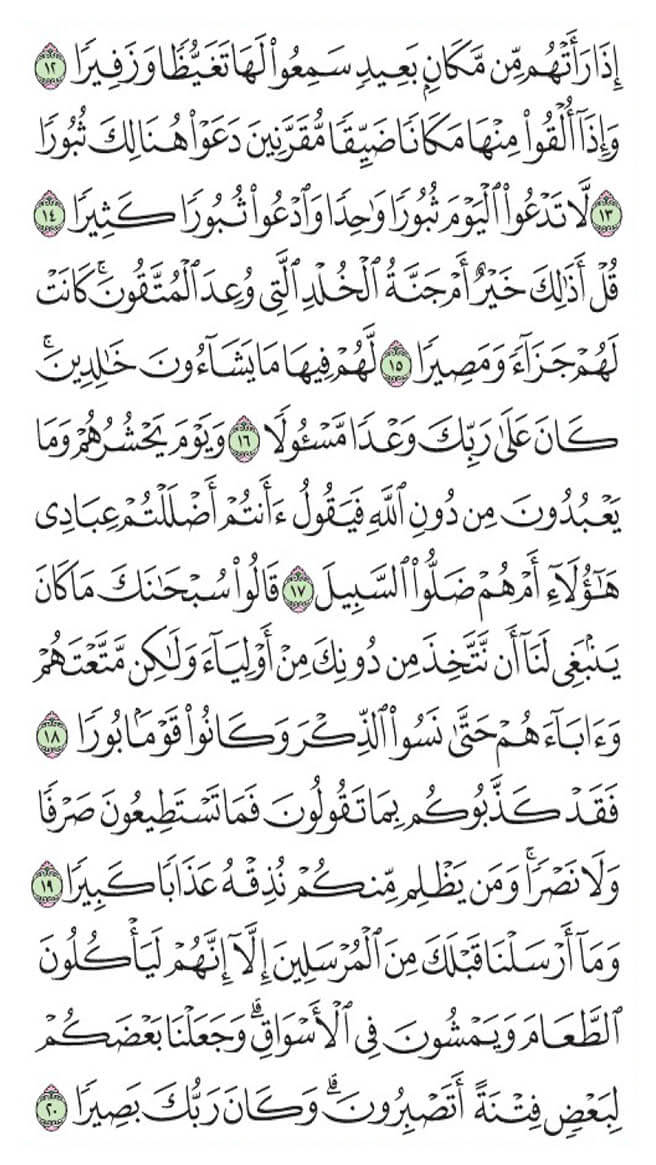 إِذَا رَأَتْهُم مِّن مَّكَانٍۭ بَعِيدٍ سَمِعُوا۟ لَهَا تَغَيُّظًا وَزَفِيرًا ١٢
وَإِذَآ أُلْقُوا۟ مِنْهَا مَكَانًا ضَيِّقًا مُّقَرَّنِينَ دَعَوْا۟ هُنَالِكَ ثُبُورًا
١٣ لَّا تَدْعُوا۟ ٱلْيَوْمَ ثُبُورًا وَٰحِدًا وَٱدْعُوا۟ ثُبُورًا كَثِيرًا ١٤
قُلْ أَذَٰلِكَ خَيْرٌ أَمْ جَنَّةُ ٱلْخُلْدِ ٱلَّتِى وُعِدَ ٱلْمُتَّقُونَ ۚ كَانَتْ
لَهُمْ جَزَآءً وَمَصِيرًا ١٥ لَّهُمْ فِيهَا مَا يَشَآءُونَ خَٰلِدِينَ ۚ
كَانَ عَلَىٰ رَبِّكَ وَعْدًا مَّسْـُٔولًا ١٦ وَيَوْمَ يَحْشُرُهُمْ وَمَا
يَعْبُدُونَ مِن دُونِ ٱللَّهِ فَيَقُولُ ءَأَنتُمْ أَضْلَلْتُمْ عِبَادِى
هَٰٓؤُلَآءِ أَمْ هُمْ ضَلُّوا۟ ٱلسَّبِيلَ ١٧ قَالُوا۟ سُبْحَٰنَكَ مَا كَانَ
يَنۢبَغِى لَنَآ أَن نَّتَّخِذَ مِن دُونِكَ مِنْ أَوْلِيَآءَ وَلَٰكِن مَّتَّعْتَهُمْ
وَءَابَآءَهُمْ حَتَّىٰ نَسُوا۟ ٱلذِّكْرَ وَكَانُوا۟ قَوْمًۢا بُورًا ١٨
فَقَدْ كَذَّبُوكُم بِمَا تَقُولُونَ فَمَا تَسْتَطِيعُونَ صَرْفًا
وَلَا نَصْرًا ۚ وَمَن يَظْلِم مِّنكُمْ نُذِقْهُ عَذَابًا كَبِيرًا ١٩
وَمَآ أَرْسَلْنَا قَبْلَكَ مِنَ ٱلْمُرْسَلِينَ إِلَّآ إِنَّهُمْ لَيَأْكُلُونَ
ٱلطَّعَامَ وَيَمْشُونَ فِى ٱلْأَسْوَاقِ ۗ وَجَعَلْنَا بَعْضَكُمْ
لِبَعْضٍ فِتْنَةً أَتَصْبِرُونَ ۗ وَكَانَ رَبُّكَ بَصِيرًا ٢٠